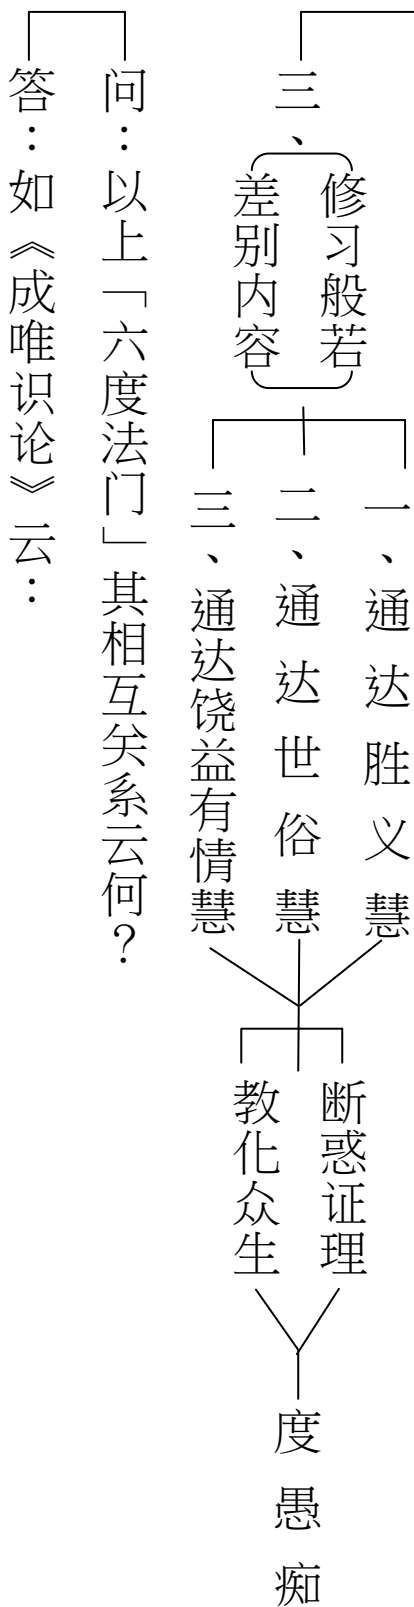 三、
修习般若
差别内容
一、通达胜义慧
二、通达世俗慧
三、通达饶益有情慧
断惑证理
教化众生
度愚痴
问：以上「六度法门」其相互关系云何？
答：如《成唯识论》云：